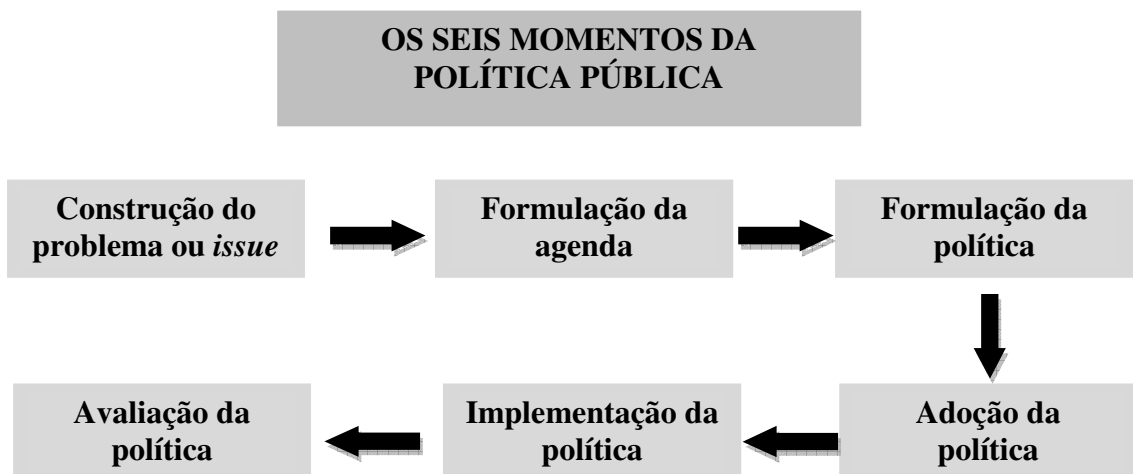 OS SEIS MOMENTOS DA
POLÍTICA PÚBLICA
Construção do
problema ou issue
Formulação da
agenda
Formulação da
política
Adoção da
política
Implementação da
política
Avaliação da
política